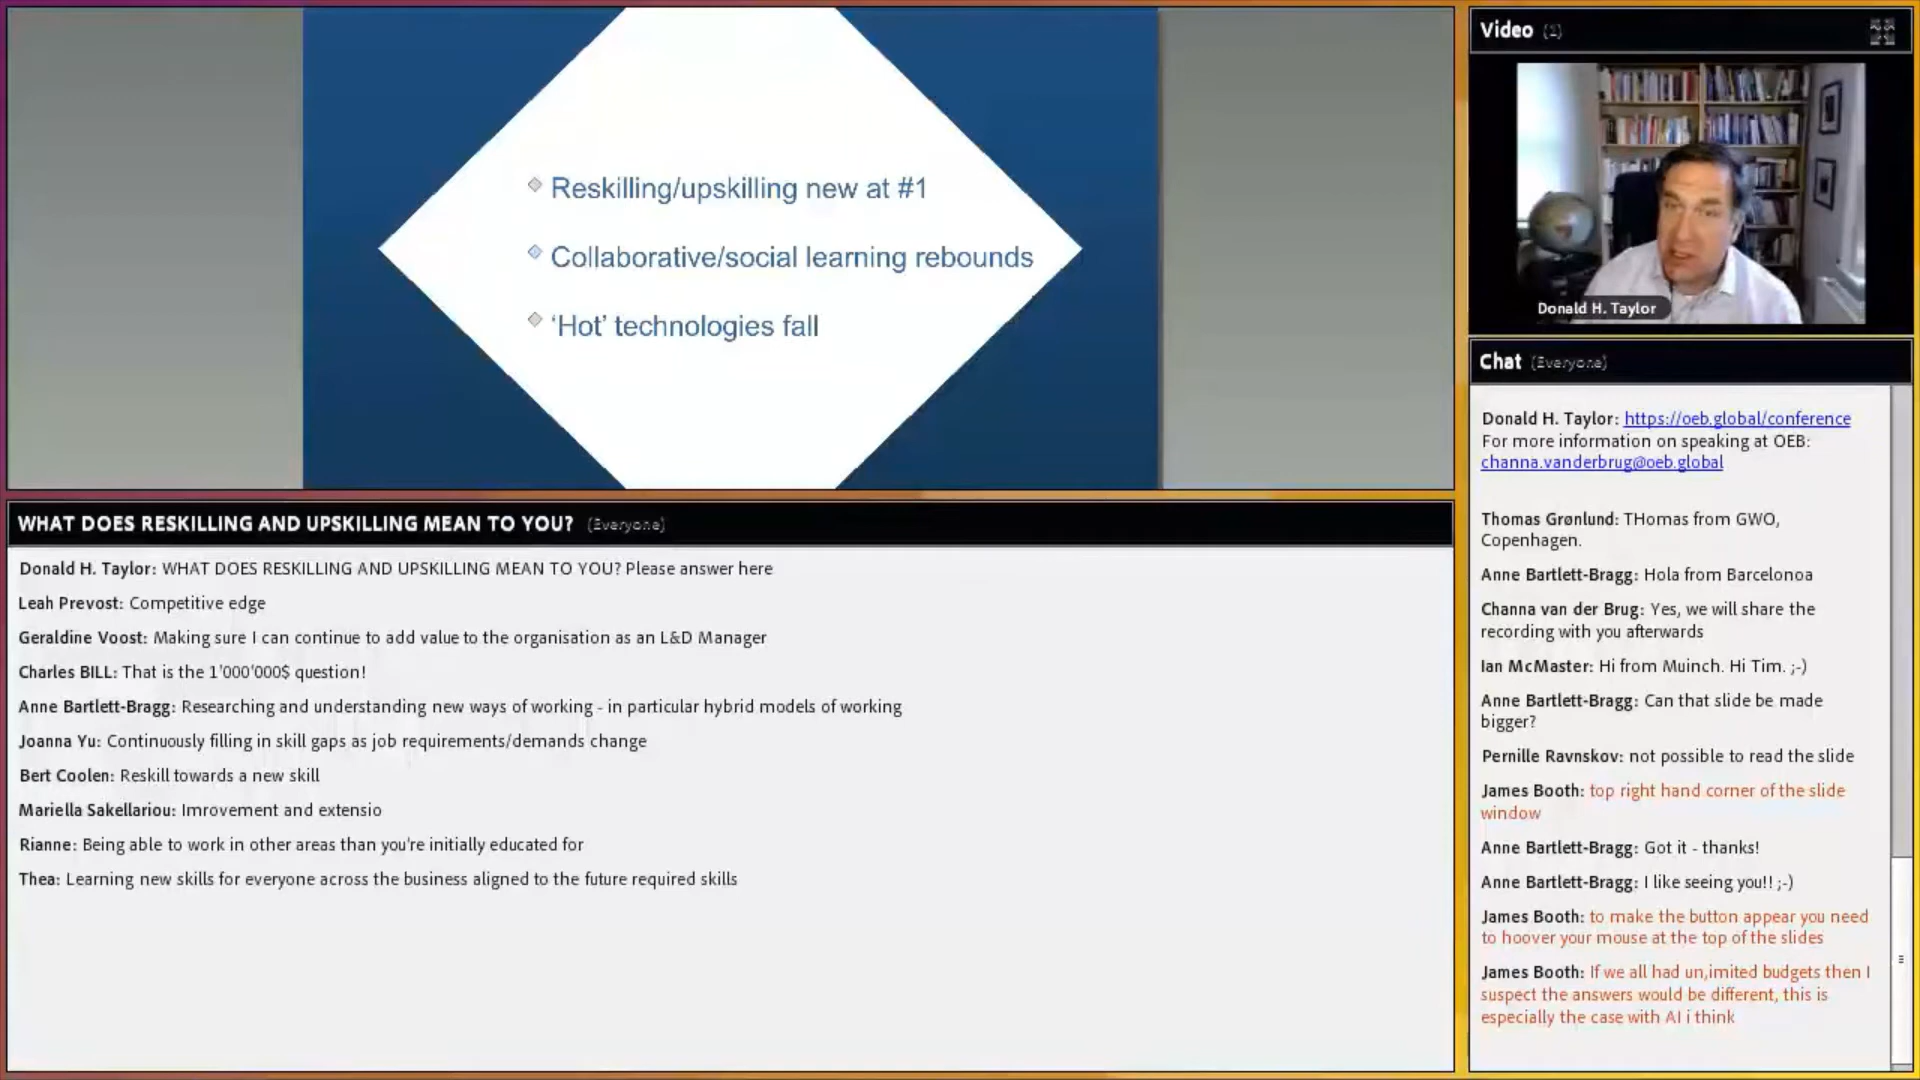 Reskilling/upskilling new at #1
Collaborative/social learning rebounds
‘Hot’ technologies fall
WHAT DOES RESKILLING AND UPSKILLING MEAN TO YOU? (Everyone)
Donald H. Taylor: WHAT DOES RESKILLING AND UPSKILLING MEAN TO YOU? Please answer here
Leah Prevost: Competitive edge
Geraldine Voost: Making sure I can continue to add value to the organisation as an L&D Manager
Charles BILL: That is the 1'000'000$ question!
Anne Bartlett-Bragg: Researching and understanding new ways of working - in particular hybrid models of working
Joanna Yu: Continuously filling in skill gaps as job requirements/demands change
Bert Coolen: Reskill towards a new skill
Mariella Sakellariou: Imrovement and extensio
Rianne: Being able to work in other areas than you're initially educated for
Thea: Learning new skills for everyone across the business aligned to the future required skills
Video (1)
Donald H. Taylor
Chat (Everyone)
Donald H. Taylor: https://oeb.global/conference
For more information on speaking at OEB:
channa.vanderbrug@oeb.global
Thomas Grønlund: THomas from GWO,
Copenhagen.
Anne Bartlett-Bragg: Hola from Barcelonoa
Channa van der Brug: Yes, we will share the
recording with you afterwards
Ian McMaster: Hi from Muinch. Hi Tim. ;-)
Anne Bartlett-Bragg: Can that slide be made
bigger?
Pernille Ravnskov: not possible to read the slide
James Booth: top right hand corner of the slide
window
Anne Bartlett-Bragg: Got it - thanks!
Anne Bartlett-Bragg: I like seeing you!! ;-)
James Booth: to make the button appear you need
to hoover your mouse at the top of the slides
James Booth: If we all had un,imited budgets then I
suspect the answers would be different, this is
especially the case with AI i think